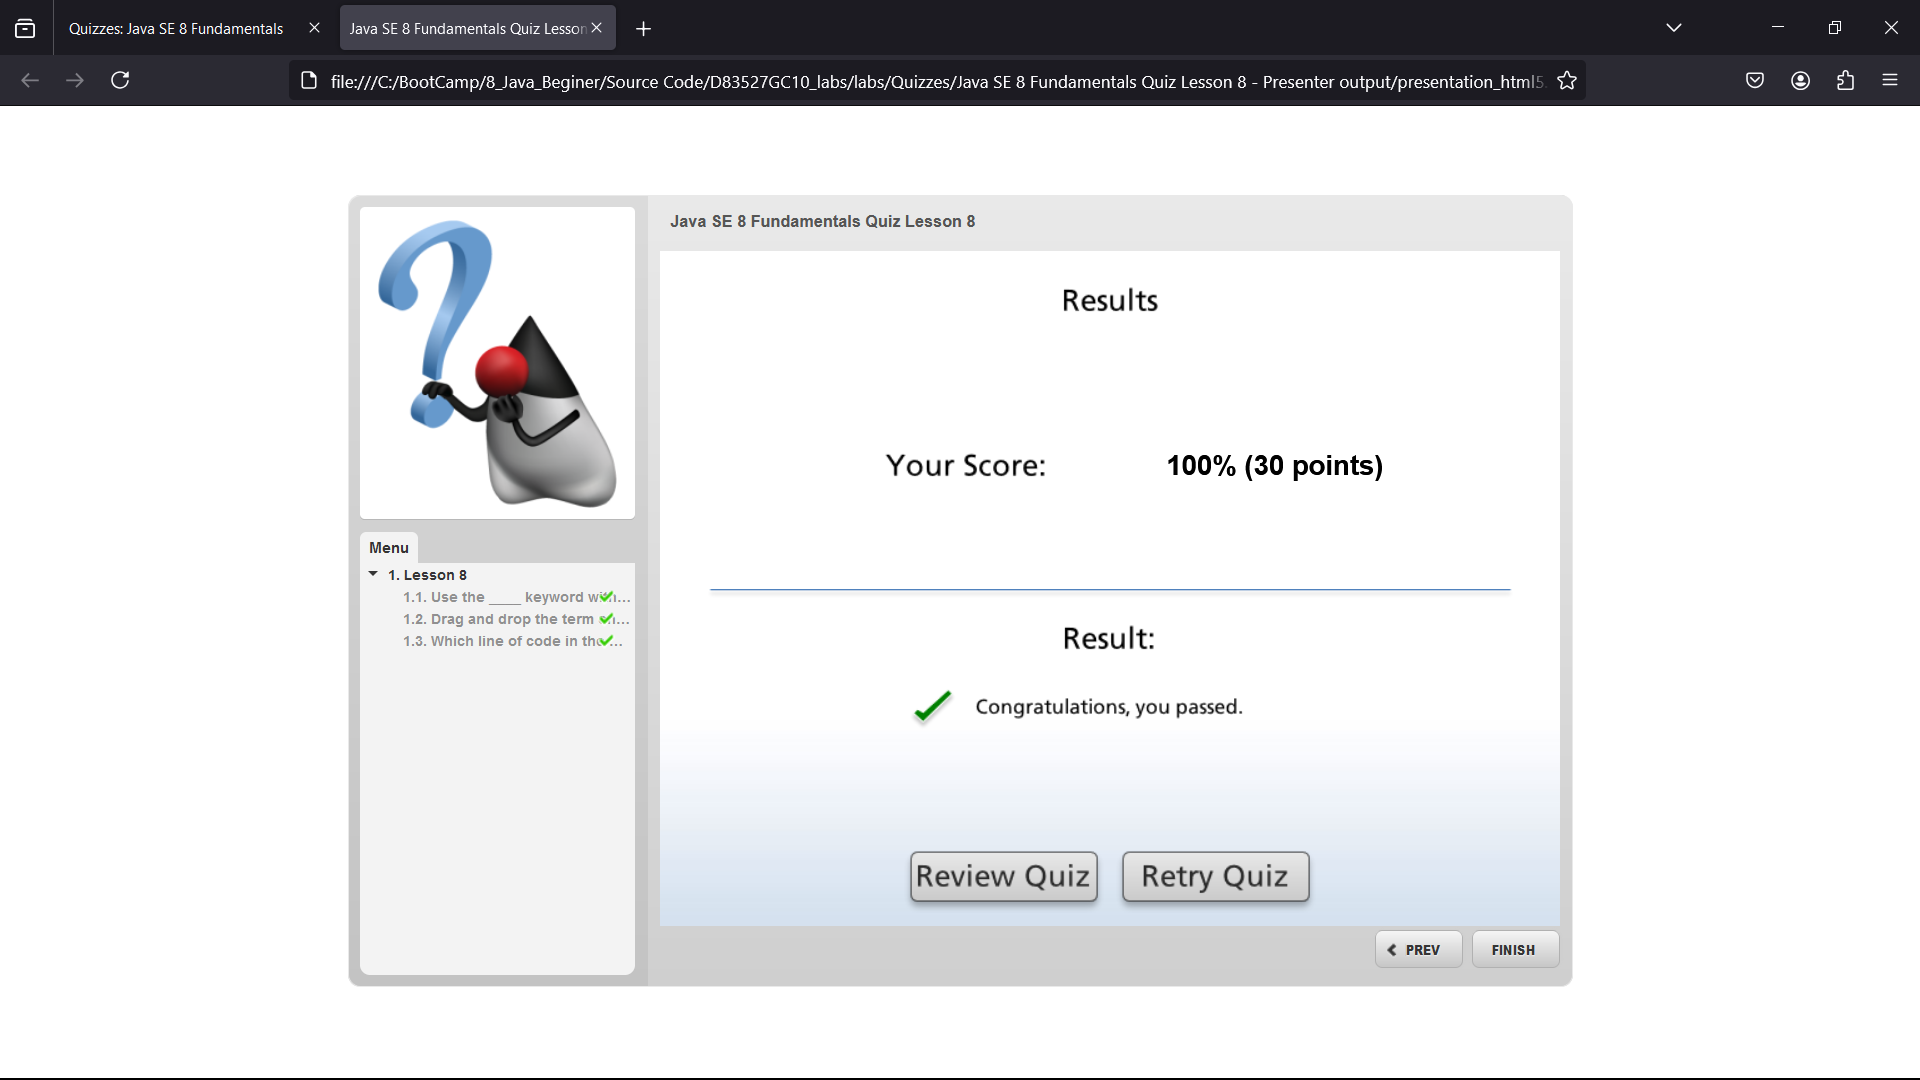 Quizzes: Java SE 8 Fundamentals
Java SE 8 Fundamentals Quiz Lesson
file:///C:/BootCamp/8_Java_Beginer/Source Code/D83527GC10_labs/labs/Quizzes/Java SE 8 Fundamentals Quiz Lesson 8 - Presenter output/presentation_html5.
Java SE 8 Fundamentals Quiz Lesson 8
Results
Your Score: 100% (30 points)
Result:
Congratulations, you passed.
Review Quiz Retry Quiz
PREV FINISH
Menu
1. Lesson 8
1.1. Use the ____ keyword with...
1.2. Drag and drop the term ...
1.3. Which line of code in the ...